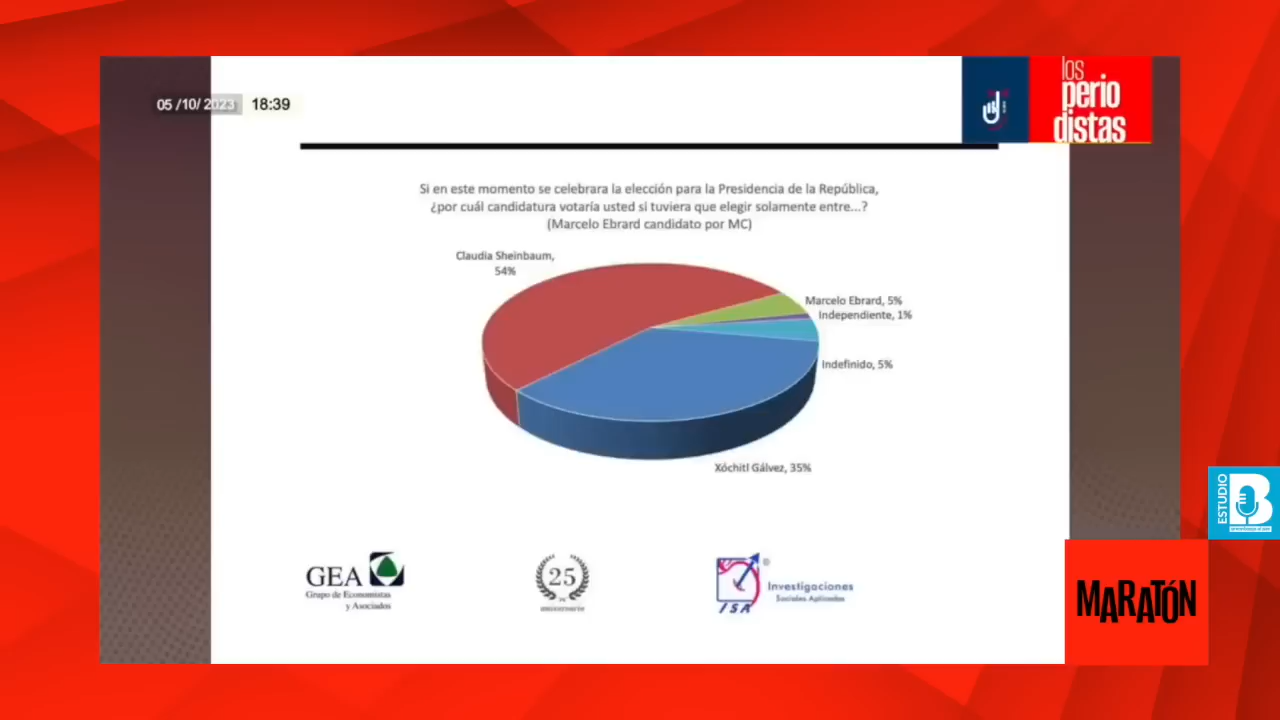 05/10/2023 18:39
los
perio
distas
Si en este momento se celebrara la elección para la Presidencia de la República,
¿por cuál candidatura votaría usted si tuviera que elegir solamente entre...?
(Marcelo Ebrard candidato por MC)
Claudia Sheinbaum,
54%
Marcelo Ebrard, 5%
Independiente, 1%
Indefinido, 5%
Xóchitl Gálvez, 35%
ESTUDIO
B
GEA
Grupo de Economistas
y Asociados
25
aniversario
ISA
Investigaciones
Sociales Aplicadas
MARATÓN